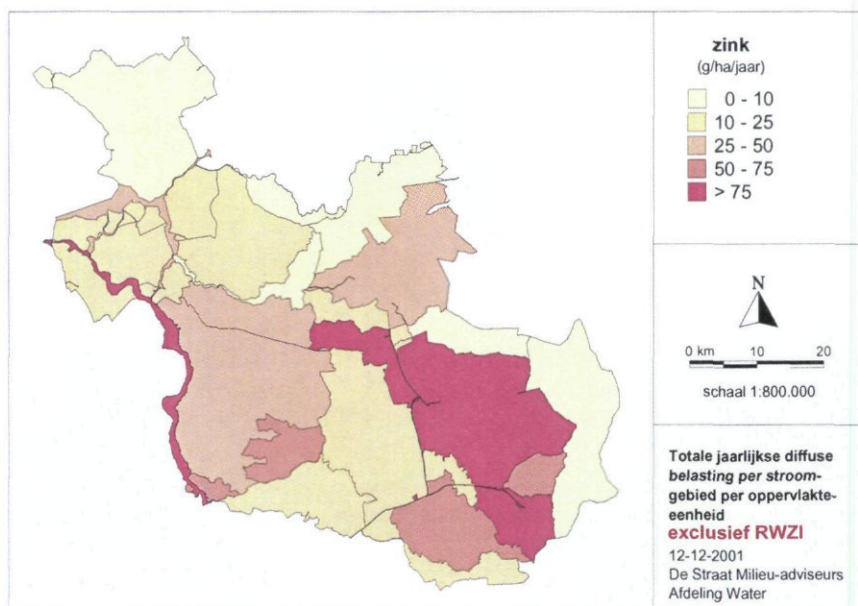 zink
(g/ha/jaar)
0 - 10
10 - 25
25 - 50
50 - 75
> 75
N
0 km 10 20
schaal 1:800.000
Totale jaarlijkse diffuse
belasting per stroom-
gebied per oppervlakte-
eenheid
exclusief RWZI
12-12-2001
De Straat Milieu-adviseurs
Afdeling Water